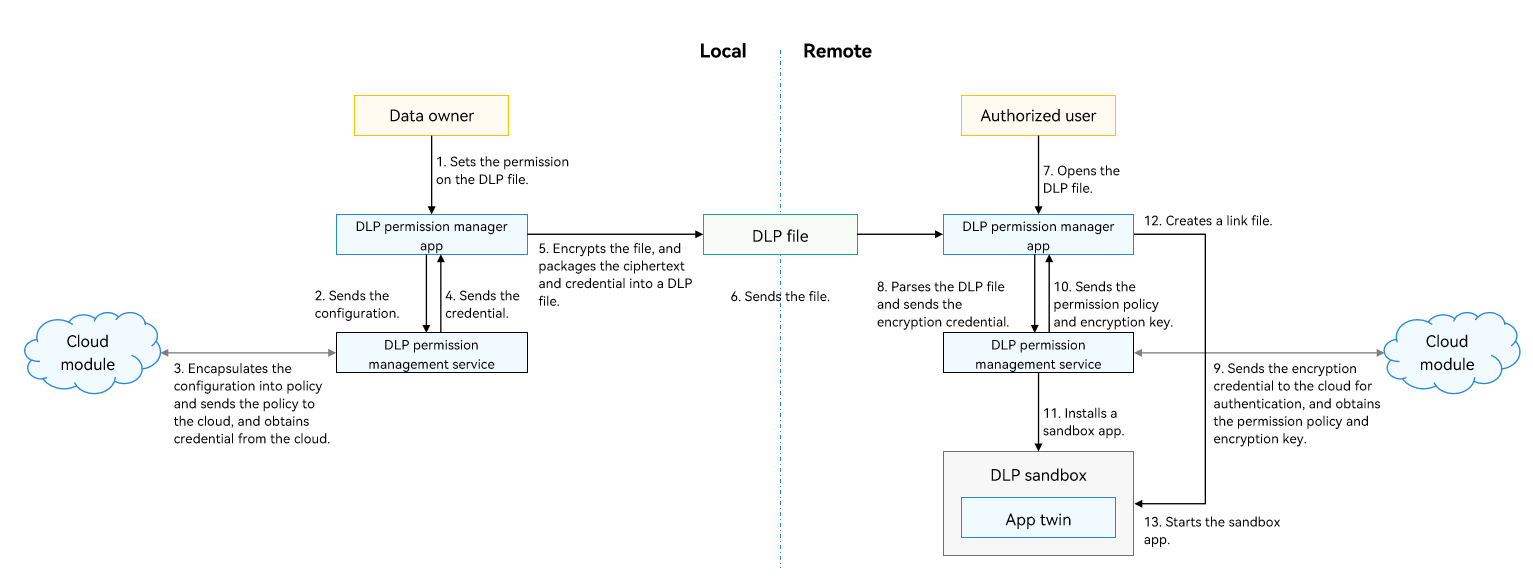 Local
Remote
Data owner
1. Sets the permission
on the DLP file.
DLP permission manager
app
2. Sends the
configuration.
4. Sends the
credential.
Cloud
module
DLP permission
management service
3. Encapsulates the
configuration into policy
and sends the policy to
the cloud, and obtains
credential from the cloud.
5. Encrypts the file, and
packages the ciphertext
and credential into a DLP
file.
DLP file
6. Sends the file.
Authorized user
7. Opens the
DLP file.
DLP permission manager
app
12. Creates a link file.
8. Parses the DLP file
and sends the
encryption credential.
10. Sends the
permission policy
and encryption key.
DLP permission
management service
Cloud
module
9. Sends the encryption
credential to the cloud for
authentication, and obtains
the permission policy and
encryption key.
11. Installs a
sandbox app.
DLP sandbox
App twin
13. Starts the sandbox
app.